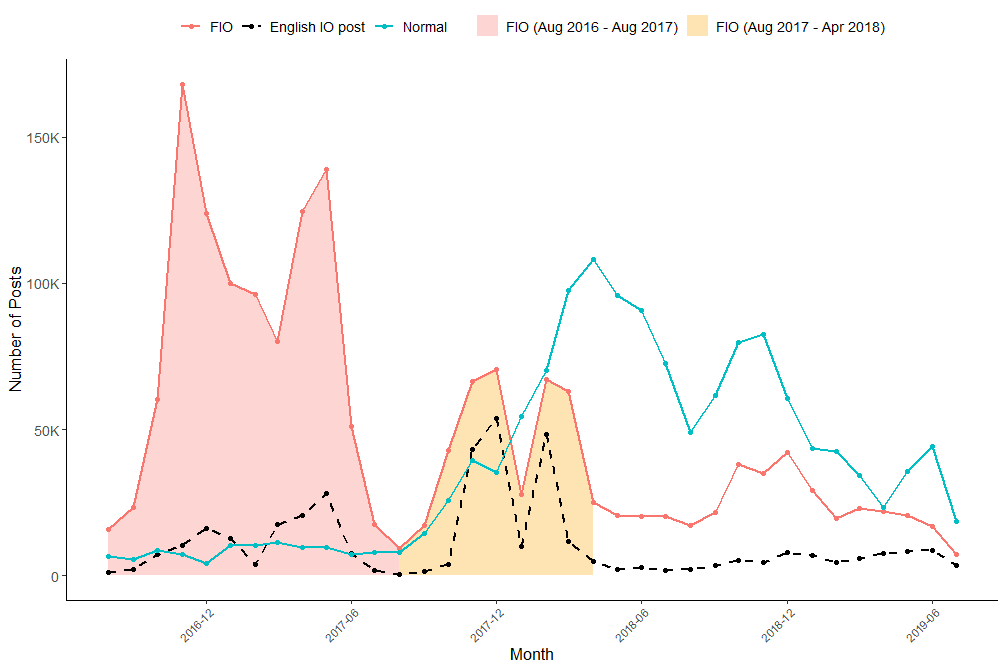 FIO English IO post Normal FIO (Aug 2016 - Aug 2017) FIO (Aug 2017 - Apr 2018)
Number of Posts
150K
100K
50K
0
2016-12 2017-06 2017-12 2018-06 2018-12 2019-06
Month